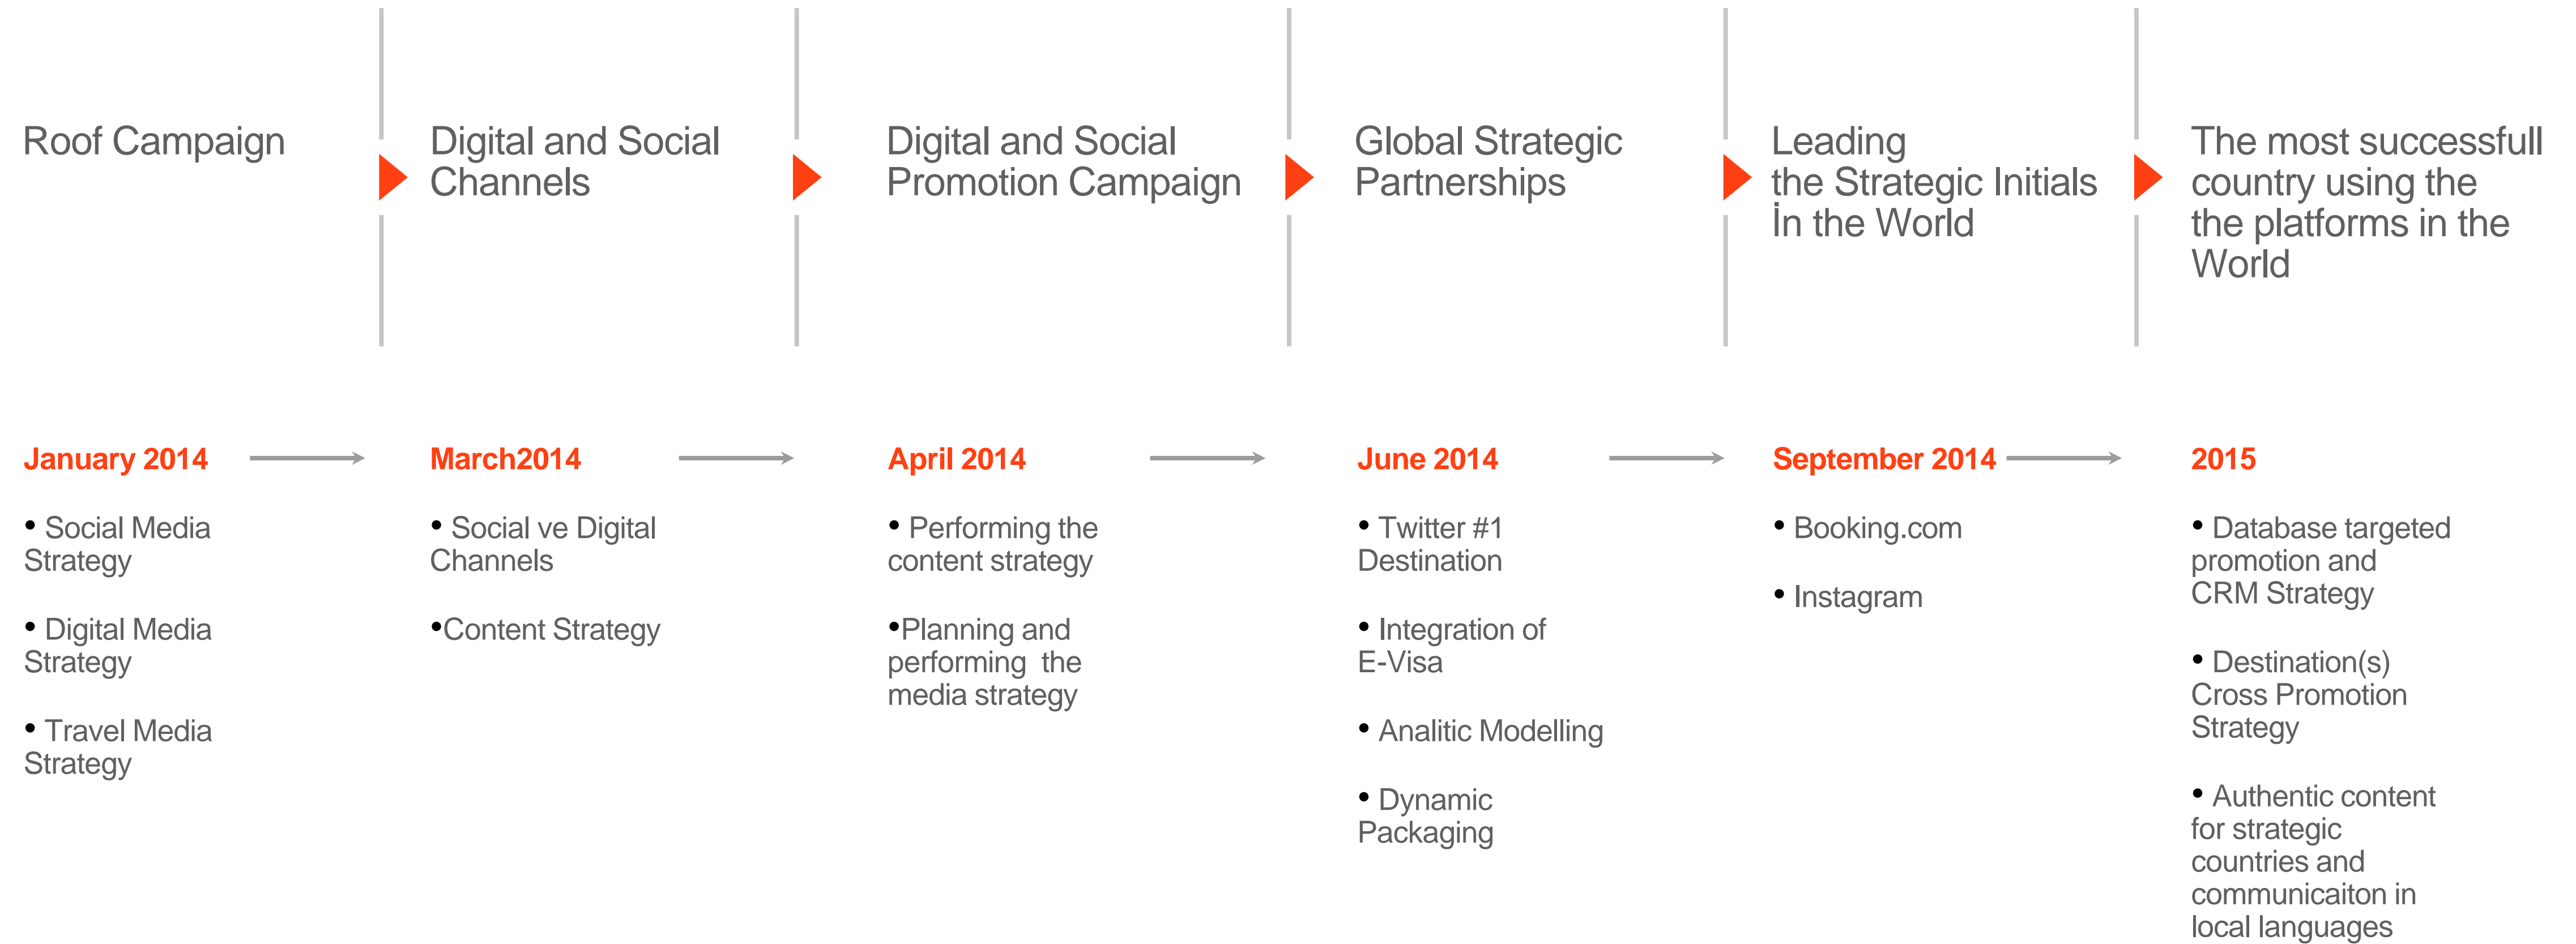 Roof Campaign
Digital and Social
Channels
Digital and Social
Promotion Campaign
Global Strategic
Partnerships
Leading
the Strategic Initials
İn the World
The most successfull
country using the
the platforms in the
World
January 2014
• Social Media
Strategy
• Digital Media
Strategy
• Travel Media
Strategy
March2014
• Social ve Digital
Channels
•Content Strategy
April 2014
• Performing the
content strategy
•Planning and
performing  the
media strategy
June 2014
• Twitter #1
Destination
• Integration of
E-Visa
• Analitic Modelling
• Dynamic
Packaging
September 2014
• Booking.com
• Instagram
2015
• Database targeted
promotion and
CRM Strategy
• Destination(s)
Cross Promotion
Strategy
• Authentic content
for strategic
countries and
communicaiton in
local languages